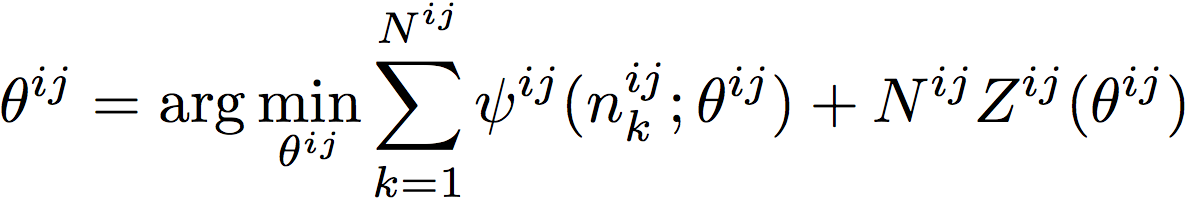 θ^{ij} = arg min_{θ^{ij}} ∑_{k=1}^{N^{ij}} ψ^{ij}(n_k^{ij}; θ^{ij}) + N^{ij} Z^{ij}(θ^{ij})